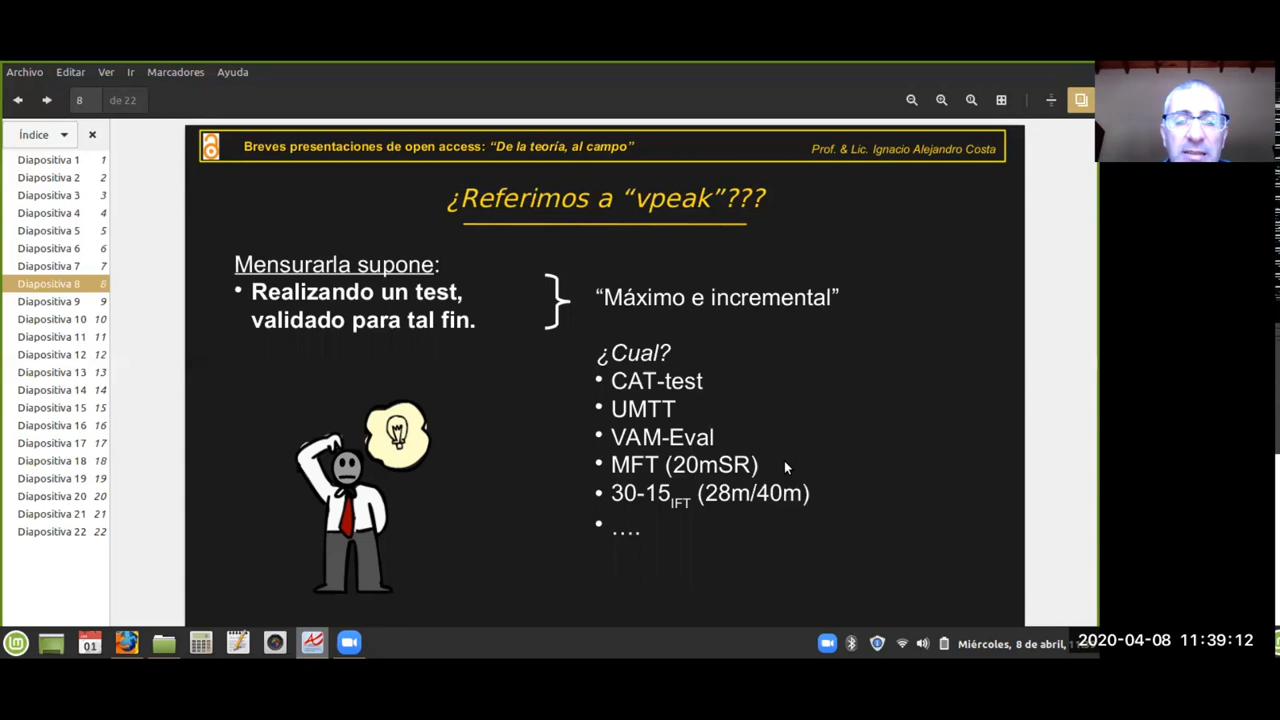 Archivo Editar Ver Ir Marcadores Ayuda
8 de 22
Índice
Diapositiva 1 1
Diapositiva 2 2
Diapositiva 3 3
Diapositiva 4 4
Diapositiva 5 5
Diapositiva 6 6
Diapositiva 7 7
Diapositiva 8 8
Diapositiva 9 9
Diapositiva 10 10
Diapositiva 11 11
Diapositiva 12 12
Diapositiva 13 13
Diapositiva 14 14
Diapositiva 15 15
Diapositiva 16 16
Diapositiva 17 17
Diapositiva 18 18
Diapositiva 19 19
Diapositiva 20 20
Diapositiva 21 21
Diapositiva 22 22
Breves presentaciones de open access: “De la teoría, al campo”
Prof. & Lic. Ignacio Alejandro Costa
¿Referimos a “vpeak”???
Mensurarla supone:
• Realizando un test,
validado para tal fin.
“Máximo e incremental”
¿Cual?
• CAT-test
• UMTT
• VAM-Eval
• MFT (20mSR)
• 30-15IFT (28m/40m)
• ....
01
Miércoles, 8 de abril,
2020-04-08 11:39:12